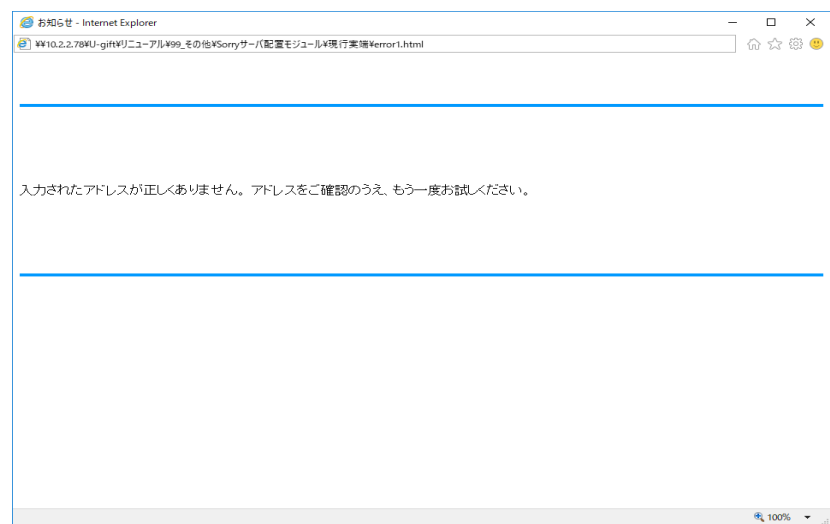 お知らせ - Internet Explorer
¥¥10.2.2.78¥U-gift¥リニューアル¥99_その他¥Sorryサーバ配置モジュール¥現行実端¥error1.html
入力されたアドレスが正しくありません。アドレスをご確認のうえ、もう一度お試しください。
100%